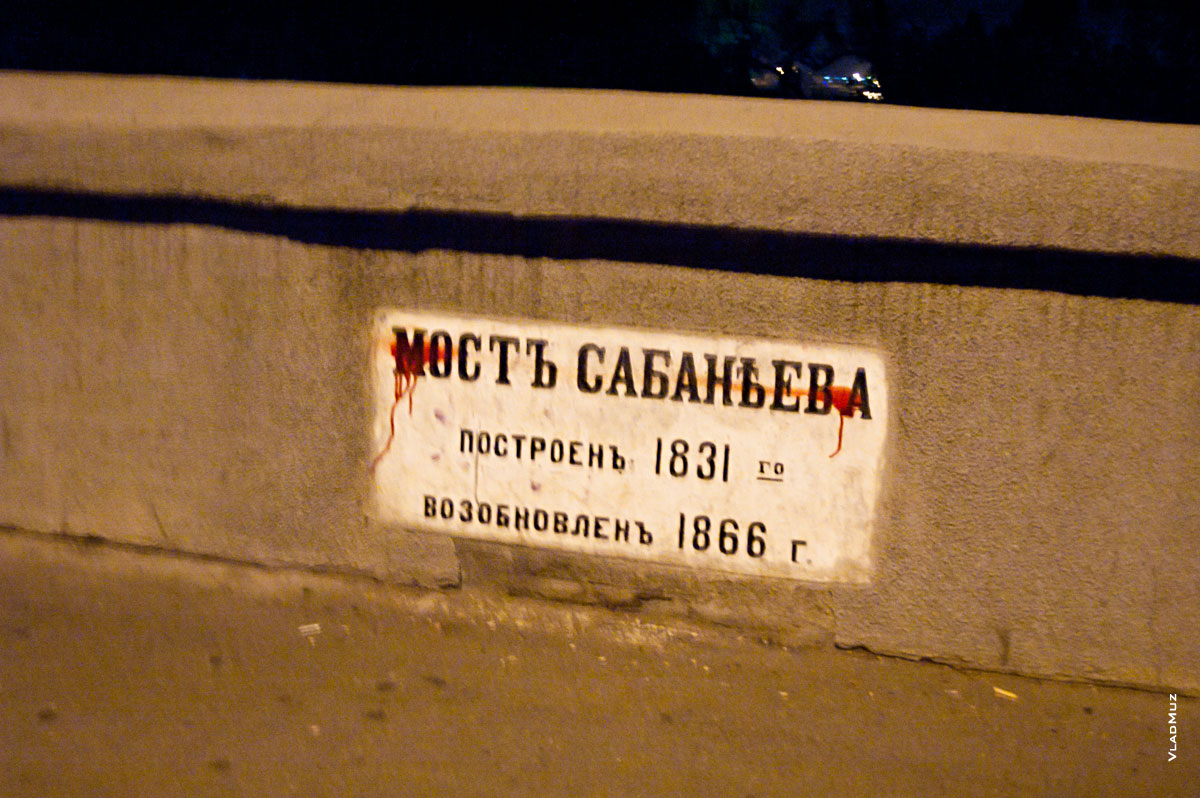 МОСТЪ САБАНѢЕВА
ПОСТРОЕНЪ 1831 ГО
ВОЗОБНОВЛЕНЪ 1866 Г.
VladMuz